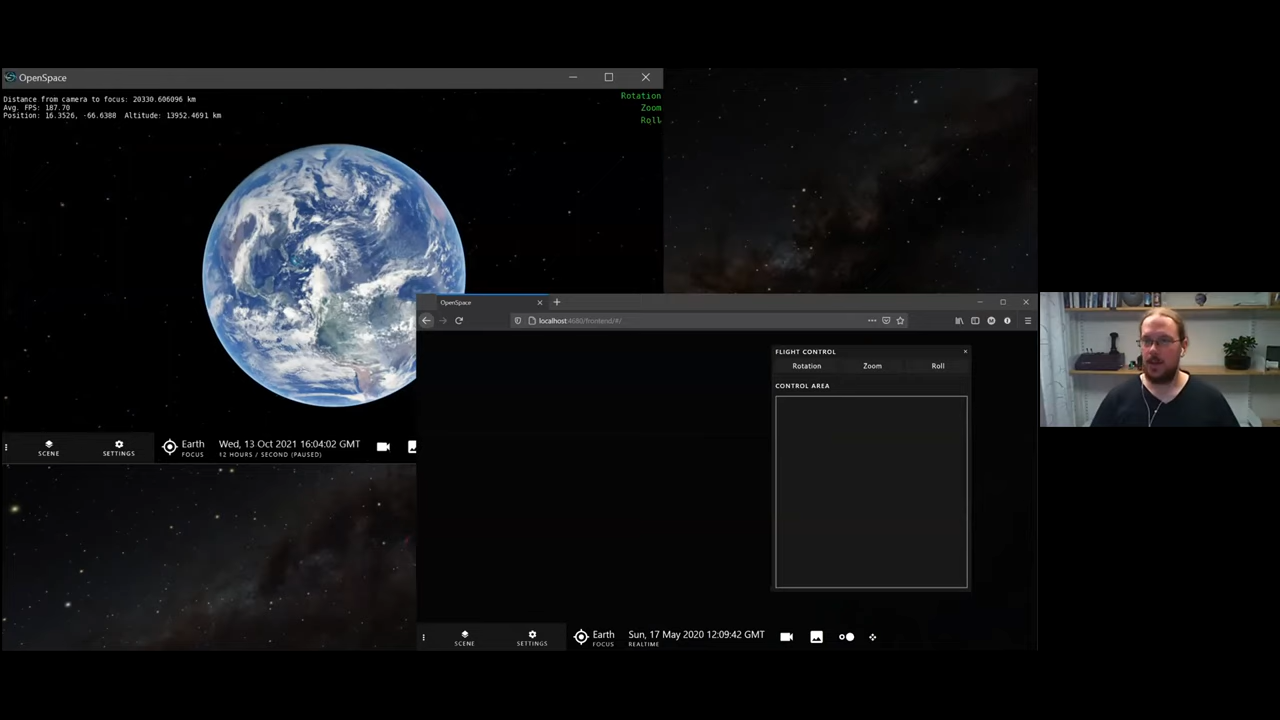 OpenSpace
Distance from camera to focus: 20330.606096 km
Avg. FPS: 187.70
Position: 16.3526, -66.6388 Altitude: 13952.4691 km
Rotation
Zoom
Roll
SCENE
SETTINGS
Earth
FOCUS
Wed, 13 Oct 2021 16:04:02 GMT
12 HOURS / SECOND (PAUSED)
OpenSpace
localhost:4680/frontend/#/
FLIGHT CONTROL
Rotation Zoom Roll
CONTROL AREA
SCENE
SETTINGS
Earth
FOCUS
Sun, 17 May 2020 12:09:42 GMT
REALTIME